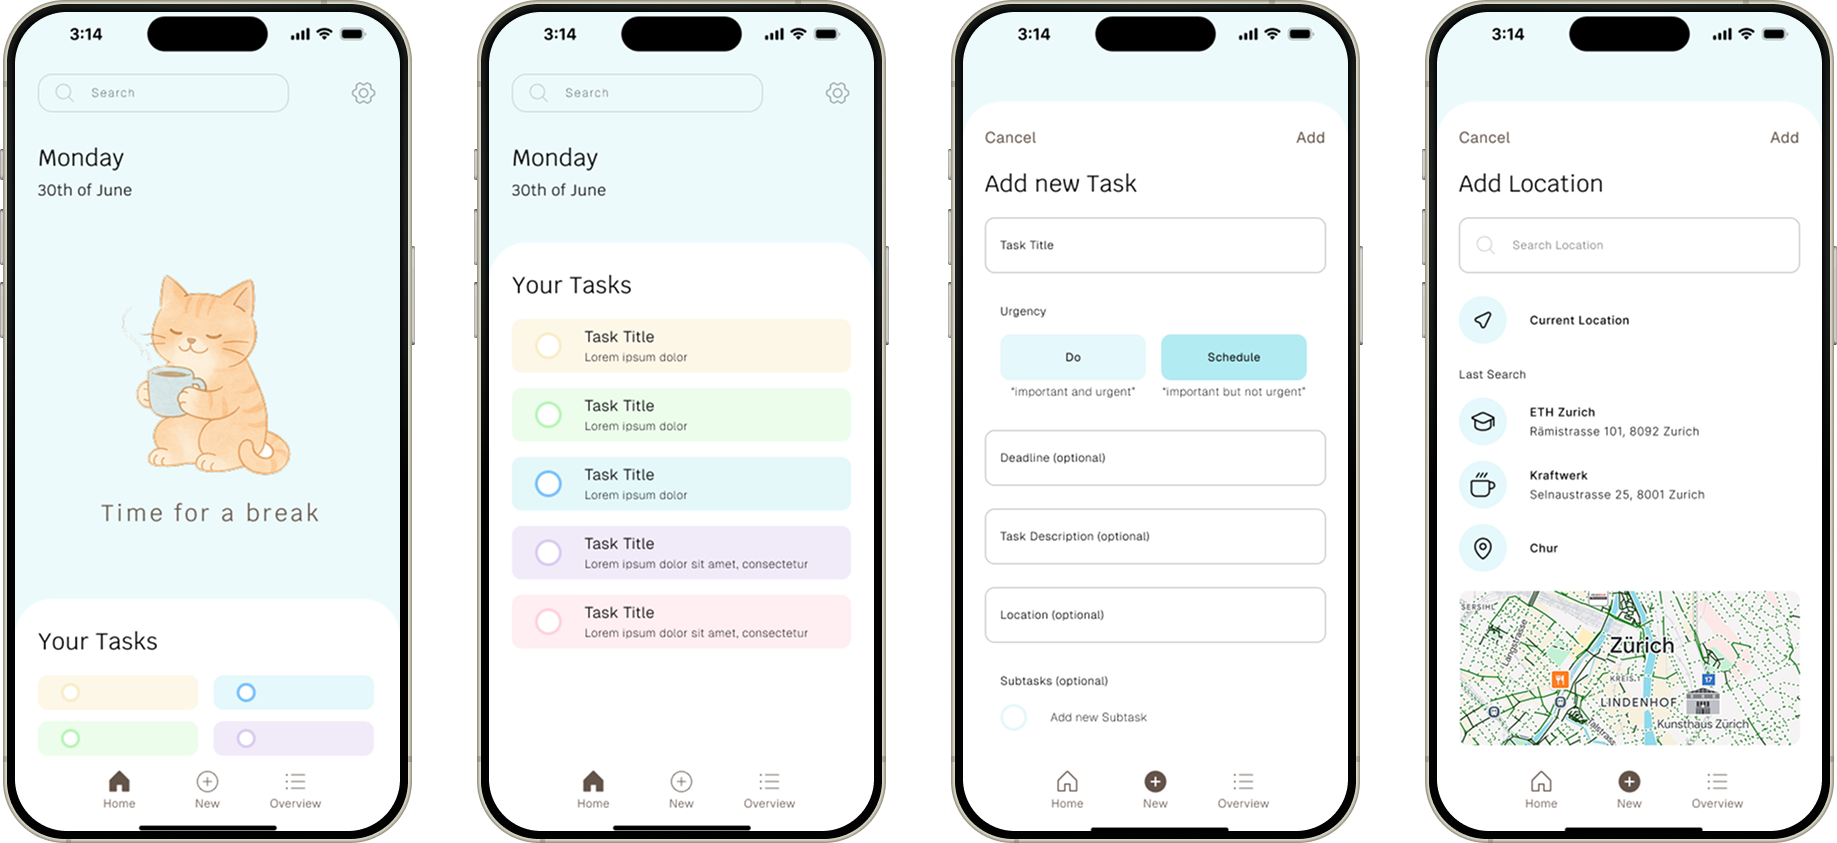 3:14
Search
Monday
30th of June
Time for a break
Your Tasks
Home
New
Overview
3:14
Search
Monday
30th of June
Your Tasks
Task Title
Lorem ipsum dolor
Task Title
Lorem ipsum dolor
Task Title
Lorem ipsum dolor
Task Title
Lorem ipsum dolor sit amet, consectetur
Task Title
Lorem ipsum dolor sit amet, consectetur
Home
New
Overview
3:14
Cancel
Add
Add new Task
Task Title
Urgency
Do
Schedule
"important and urgent"
"important but not urgent"
Deadline (optional)
Task Description (optional)
Location (optional)
Subtasks (optional)
Add new Subtask
Home
New
Overview
3:14
Cancel
Add
Add Location
Search Location
Current Location
Last Search
ETH Zurich
Rämistrasse 101, 8092 Zurich
Kraftwerk
Selnaustrasse 25, 8001 Zurich
Chur
SERSIHL
Langstrasse
Zürich
KREIS 1
17
LINDENHOF
Kunsthaus Zürich
Home
New
Overview